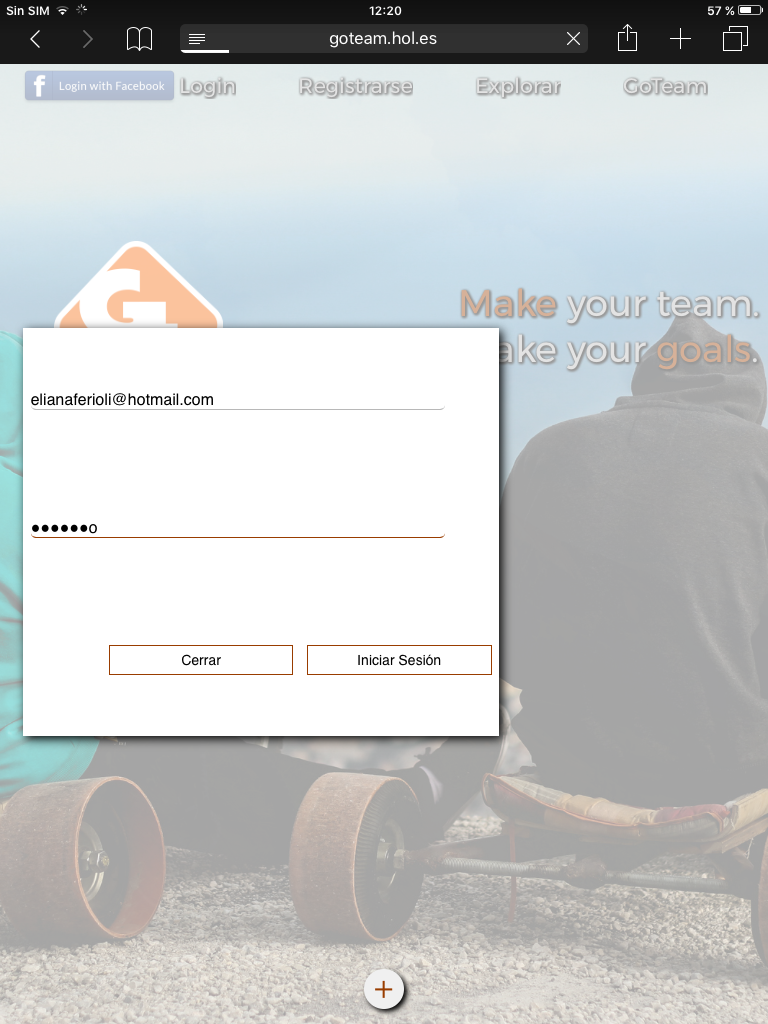 Sin SIM 12:20 57 %
goteam.hol.es
f Login with Facebook Login Registrarse Explorar GoTeam
G
Make your team.
ake your goals.
elianaferioli@hotmail.com
●●●●●●o
Cerrar Iniciar Sesión
+